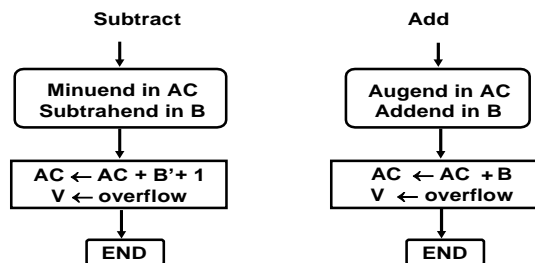 Subtract
Minuend in AC
Subtrahend in B
AC ← AC + B’+ 1
V ← overflow
END
Add
Augend in AC
Addend in B
AC ← AC + B
V ← overflow
END